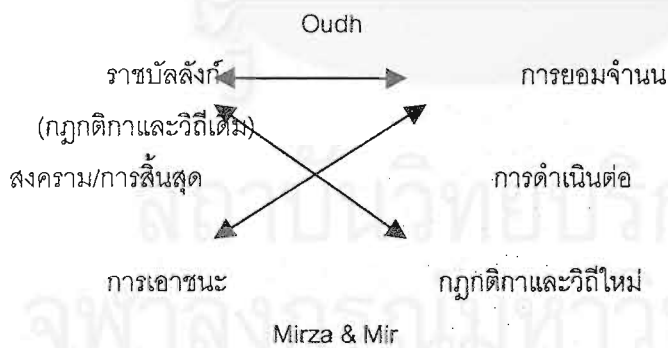 Oudh
ราชบัลลังก์ การยอมจำนน
(กฎกติกาและวิถีเดิม)
สงคราม/การสิ้นสุด การดำเนินต่อ
การเอาชนะ กฎกติกาและวิถีใหม่
Mirza & Mir